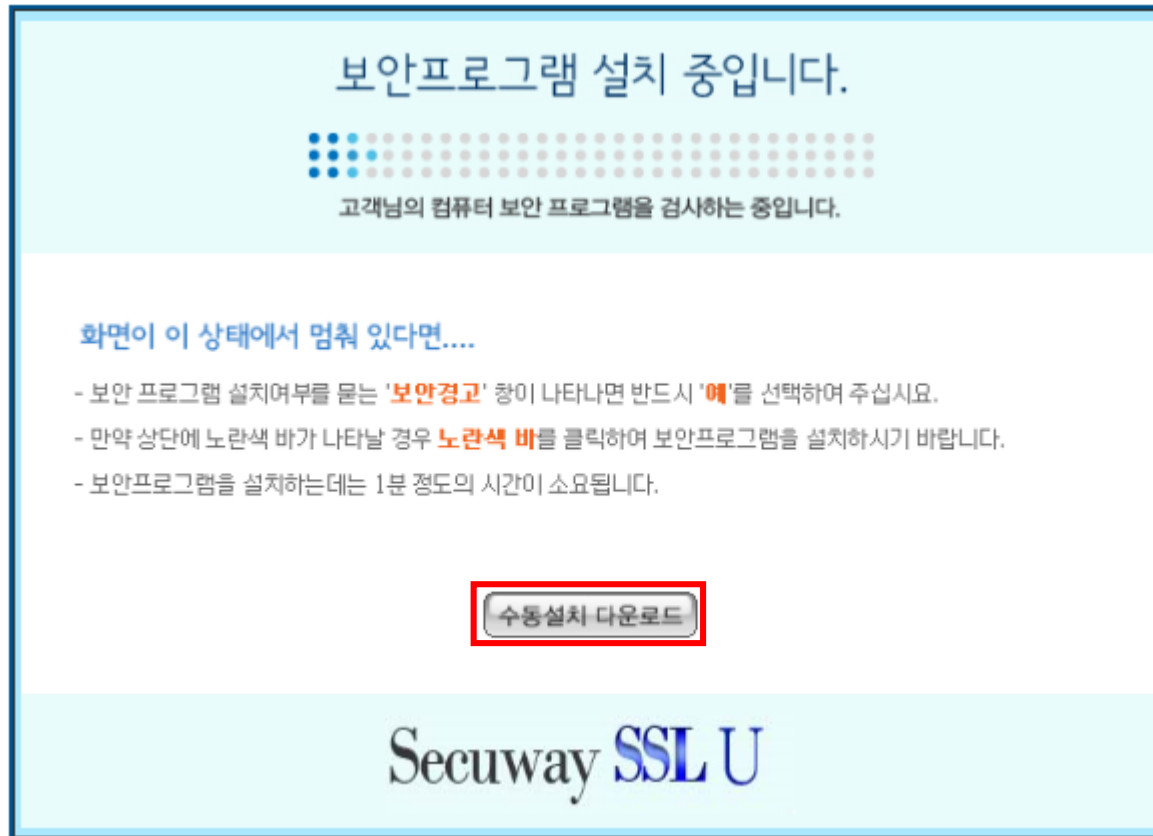 보안프로그램 설치 중입니다.
고객님의 컴퓨터 보안 프로그램을 검사하는 중입니다.
화면이 이 상태에서 멈춰 있다면....
- 보안 프로그램 설치여부를 묻는 '보안경고' 창이 나타나면 반드시 '예'를 선택하여 주십시요.
- 만약 상단에 노란색 바가 나타날 경우 노란색 바를 클릭하여 보안프로그램을 설치하시기 바랍니다.
- 보안프로그램을 설치하는데는 1분 정도의 시간이 소요됩니다.
수동설치 다운로드
Secuway SSL U